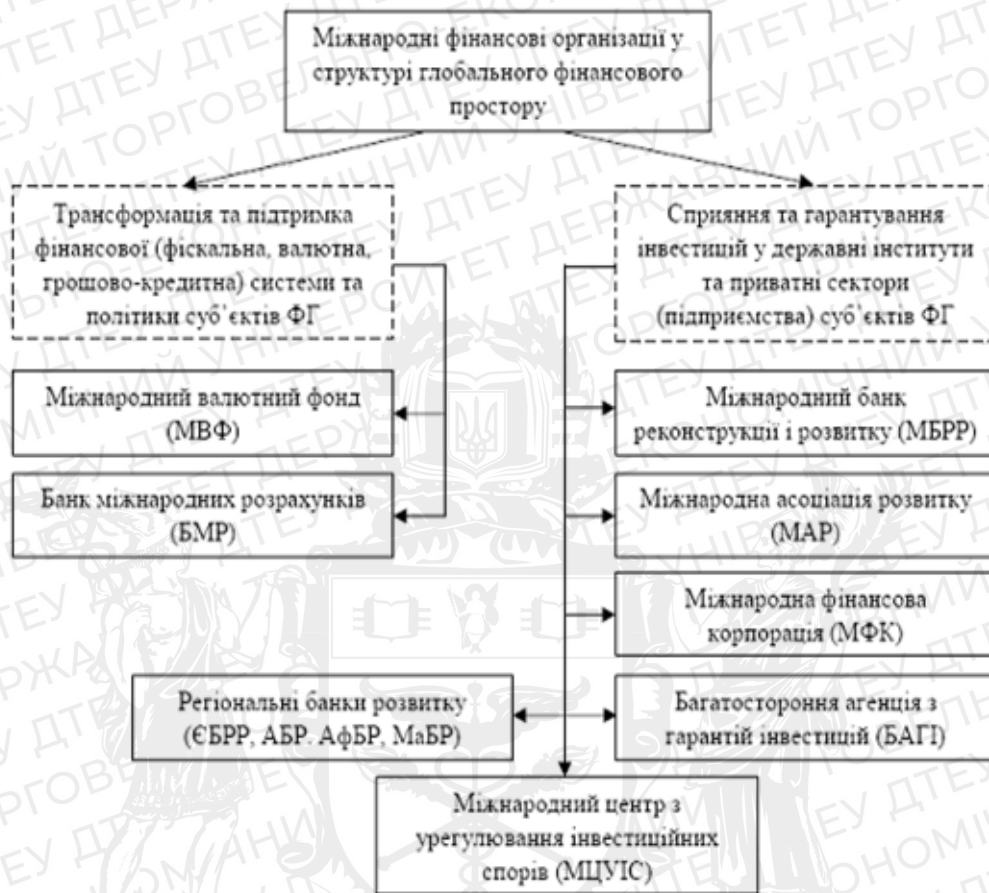 Міжнародні фінансові організації у
структурі глобального фінансового
простору
Трансформація та підтримка
фінансової (фіскальна, валютна,
грошово-кредитна) системи та
політики суб’єктів ФГ
Сприяння та гарантування
інвестицій у державні інститути
та приватні сектори
(підприємства) суб’єктів ФГ
Міжнародний валютний фонд
(МВФ)
Банк міжнародних розрахунків
(БМР)
Міжнародний банк
реконструкції і розвитку (МБРР)
Міжнародна асоціація розвитку
(МАР)
Міжнародна фінансова
корпорація (МФК)
Регіональні банки розвитку
(ЄБРР, АБР. АфБР, МаБР)
Багатостороння агенція з
гарантій інвестицій (БАГІ)
Міжнародний центр з
урегулювання інвестиційних
спорів (МЦУІС)